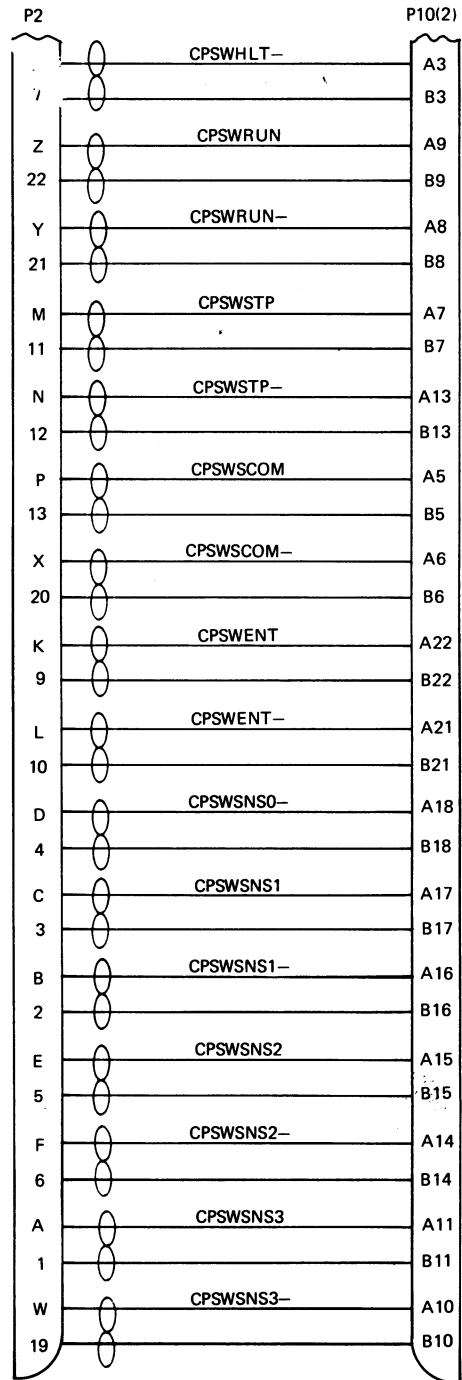 P2 P10(2)
CPSWHLT— A3
B3
Z CPSWRUN A9
22 B9
Y CPSWRUN— A8
21 B8
M CPSWSTP A7
11 B7
N CPSWSTP— A13
12 B13
P CPSWSCOM A5
13 B5
X CPSWSCOM— A6
20 B6
K CPSWENT A22
9 B22
L CPSWENT— A21
10 B21
D CPSWSNS0— A18
4 B18
C CPSWSNS1 A17
3 B17
B CPSWSNS1— A16
2 B16
E CPSWSNS2 A15
5 B15
F CPSWSNS2— A14
6 B14
A CPSWSNS3 A11
1 B11
W CPSWSNS3— A10
19 B10